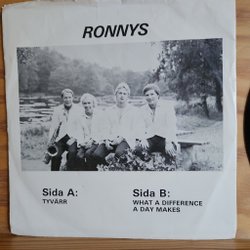 RONNYS
Sida A:
TYVÄRR
Sida B:
WHAT A DIFFERENCE
A DAY MAKES